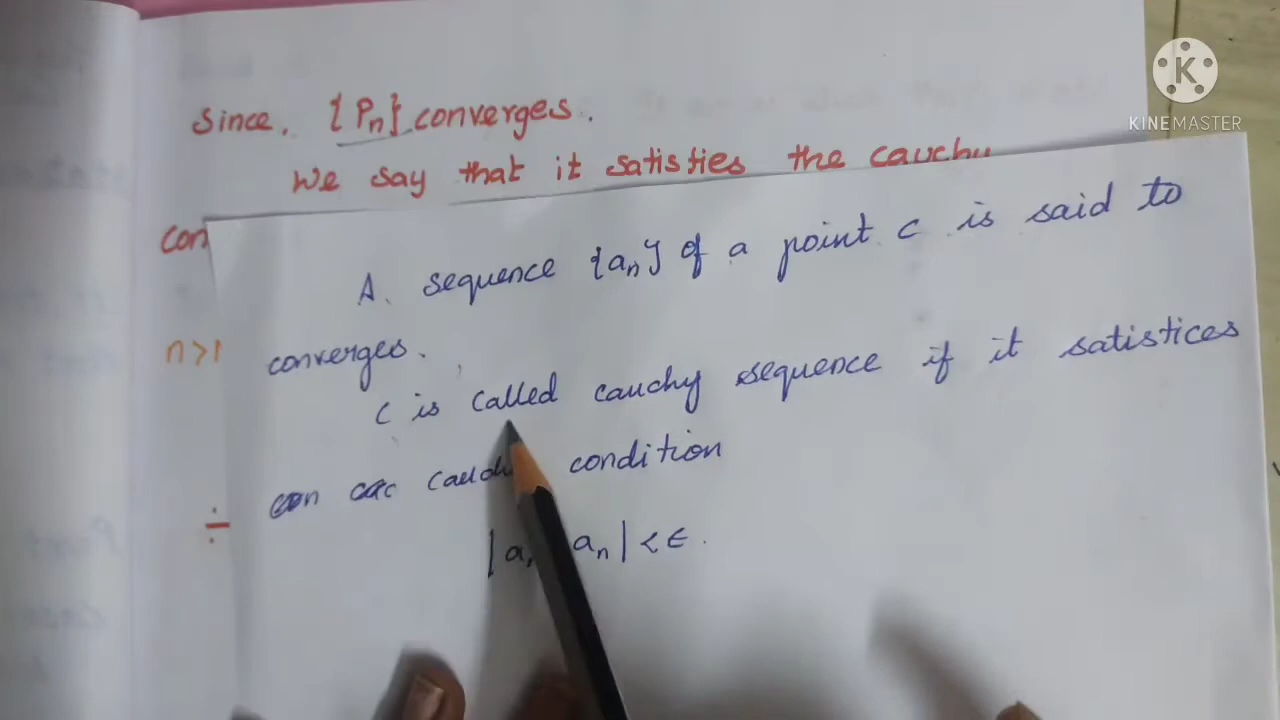 KINEMASTER
Since, {Pn} converges.
We say that it satisfies the cauchy
con
n>1
÷
A. sequence {an} of a point c is said to
converges.
C is called cauchy sequence if it satistices
condition
an| < ε.